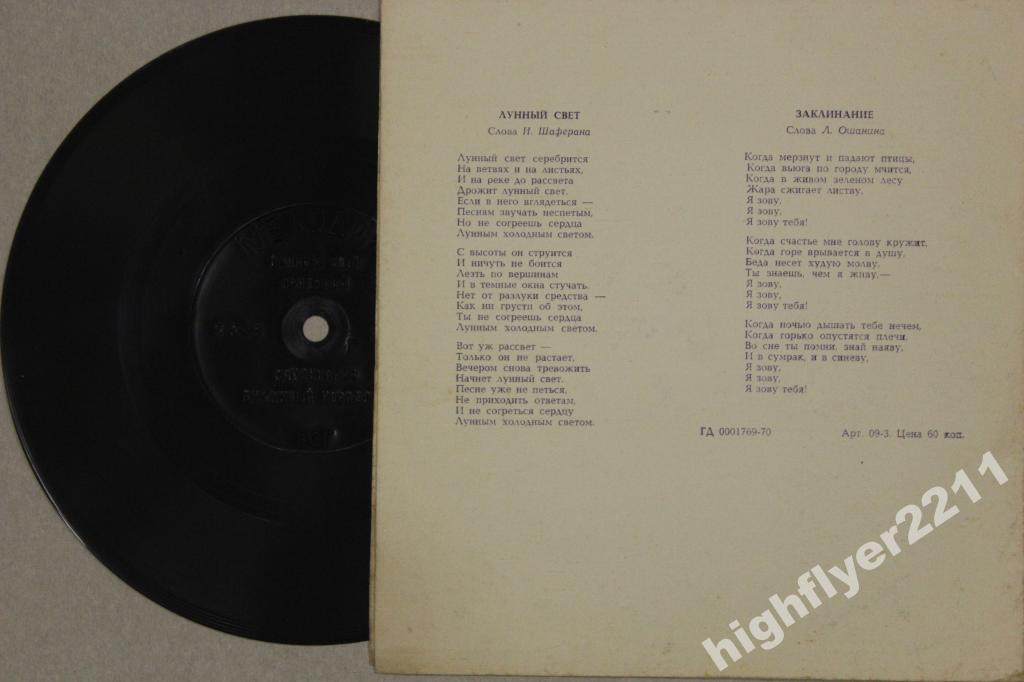 ЛУННЫЙ СВЕТ
Слова И. Шаферана
Лунный свет серебрится
На ветвях и на листьях,
И на реке до рассвета
Дрожит лунный свет.
Если в него вглядеться —
Песням звучать неспетым,
Но не согреешь сердца
Лунным холодным светом.
С высоты он струится
И ничуть не боится
Лезть по вершинам
И в темные окна стучать.
Нет от разлуки средства —
Как ни грусти об этом,
Ты не согреешь сердца
Лунным холодным светом.
Вот уж рассвет —
Только он не растает,
Вечером снова тревожить
Начнет лунный свет.
Песне уже не петься,
Не приходить ответам,
И не согреться сердцу
Лунным холодным светом.
ЗАКЛИНАНИЕ
Слова Л. Ошанина
Когда мерзнут и падают птицы,
Когда вьюга по городу мчится,
Когда в живом зеленом лесу
Жара сжигает листву.
Я зову,
Я зову,
Я зову тебя!
Когда счастье мне голову кружит,
Когда горе врывается в душу,
Беда несет худую молву.
Ты знаешь, чем я живу,—
Я зову,
Я зову,
Я зову тебя!
Когда ночью дышать тебе нечем,
Когда горько опустятся плечи,
Во сне ты помни, знай наяву,
И в сумрак, и в синеву,
Я зову,
Я зову,
Я зову тебя!
ГД 0001769-70
Арт. 09-3. Цена 60 коп.
highflyer2211